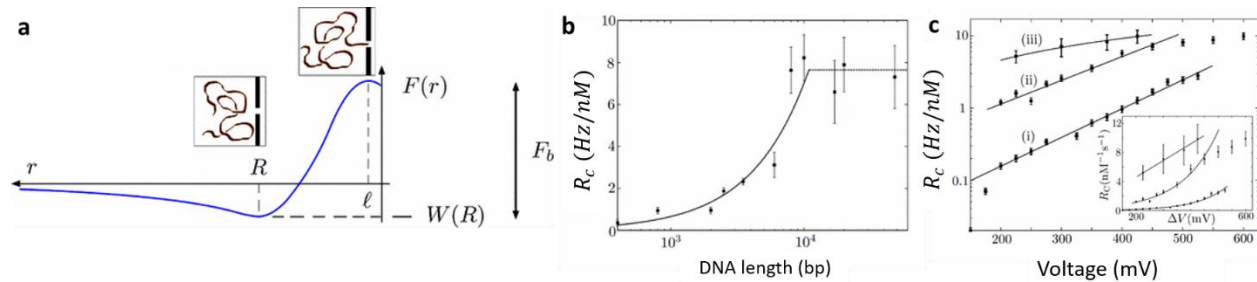 a
F(r)
r
R
ℓ
F_b
W(R)
b
R_c (Hz/nM)
10
8
6
4
2
0
10^3
10^4
DNA length (bp)
c
R_c (Hz/nM)
10
1
0.1
(iii)
(ii)
(i)
200
300
400
500
600
Voltage (mV)
R_C(nM^-1s^-1)
12
8
4
0
200
400
600
ΔV(mV)